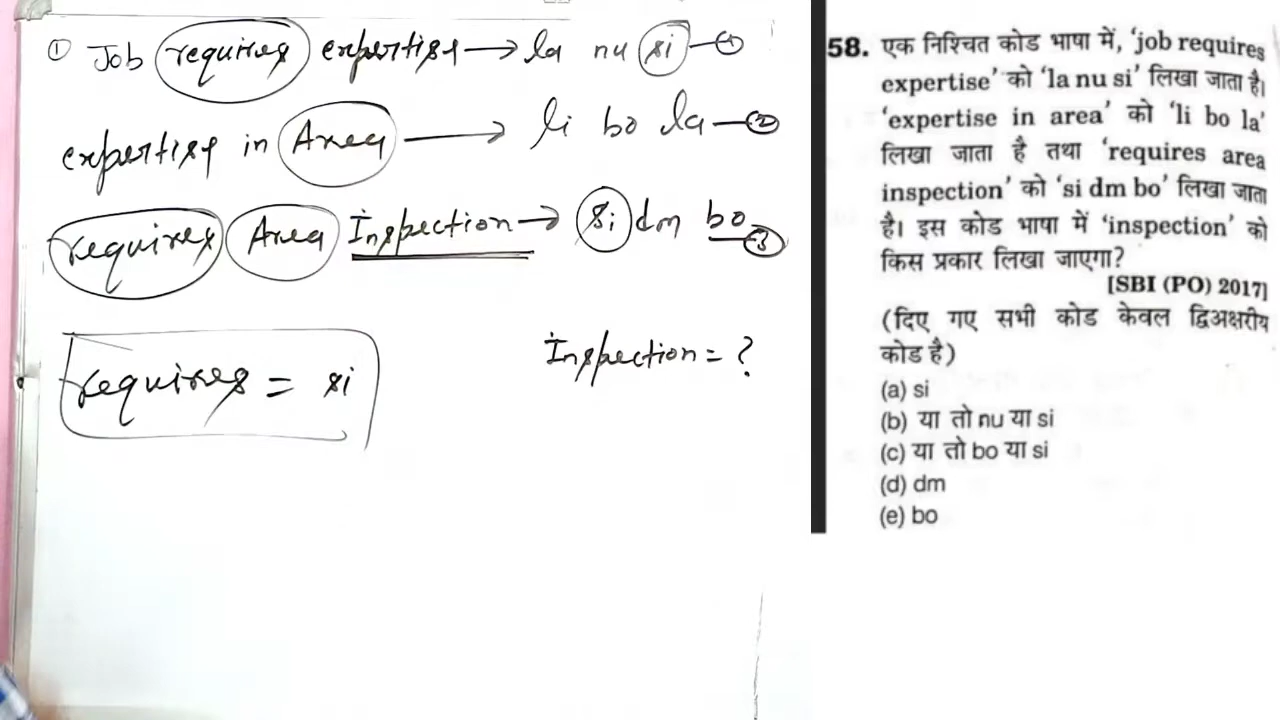 ① Job requires expertise → la nu si —①
expertise in Area → li bo la —②
requires Area Inspection → si dm bo —③
requires = si
Inspection = ?
58. एक निश्चित कोड भाषा में, ‘job requires
expertise’ को ‘la nu si’ लिखा जाता है।
‘expertise in area’ को ‘li bo la’
लिखा जाता है तथा ‘requires area
inspection’ को ‘si dm bo’ लिखा जाता
है। इस कोड भाषा में ‘inspection’ को
किस प्रकार लिखा जाएगा?
[SBI (PO) 2017]
(दिए गए सभी कोड केवल द्विअक्षरीय
कोड है)
(a) si
(b) या तो nu या si
(c) या तो bo या si
(d) dm
(e) bo